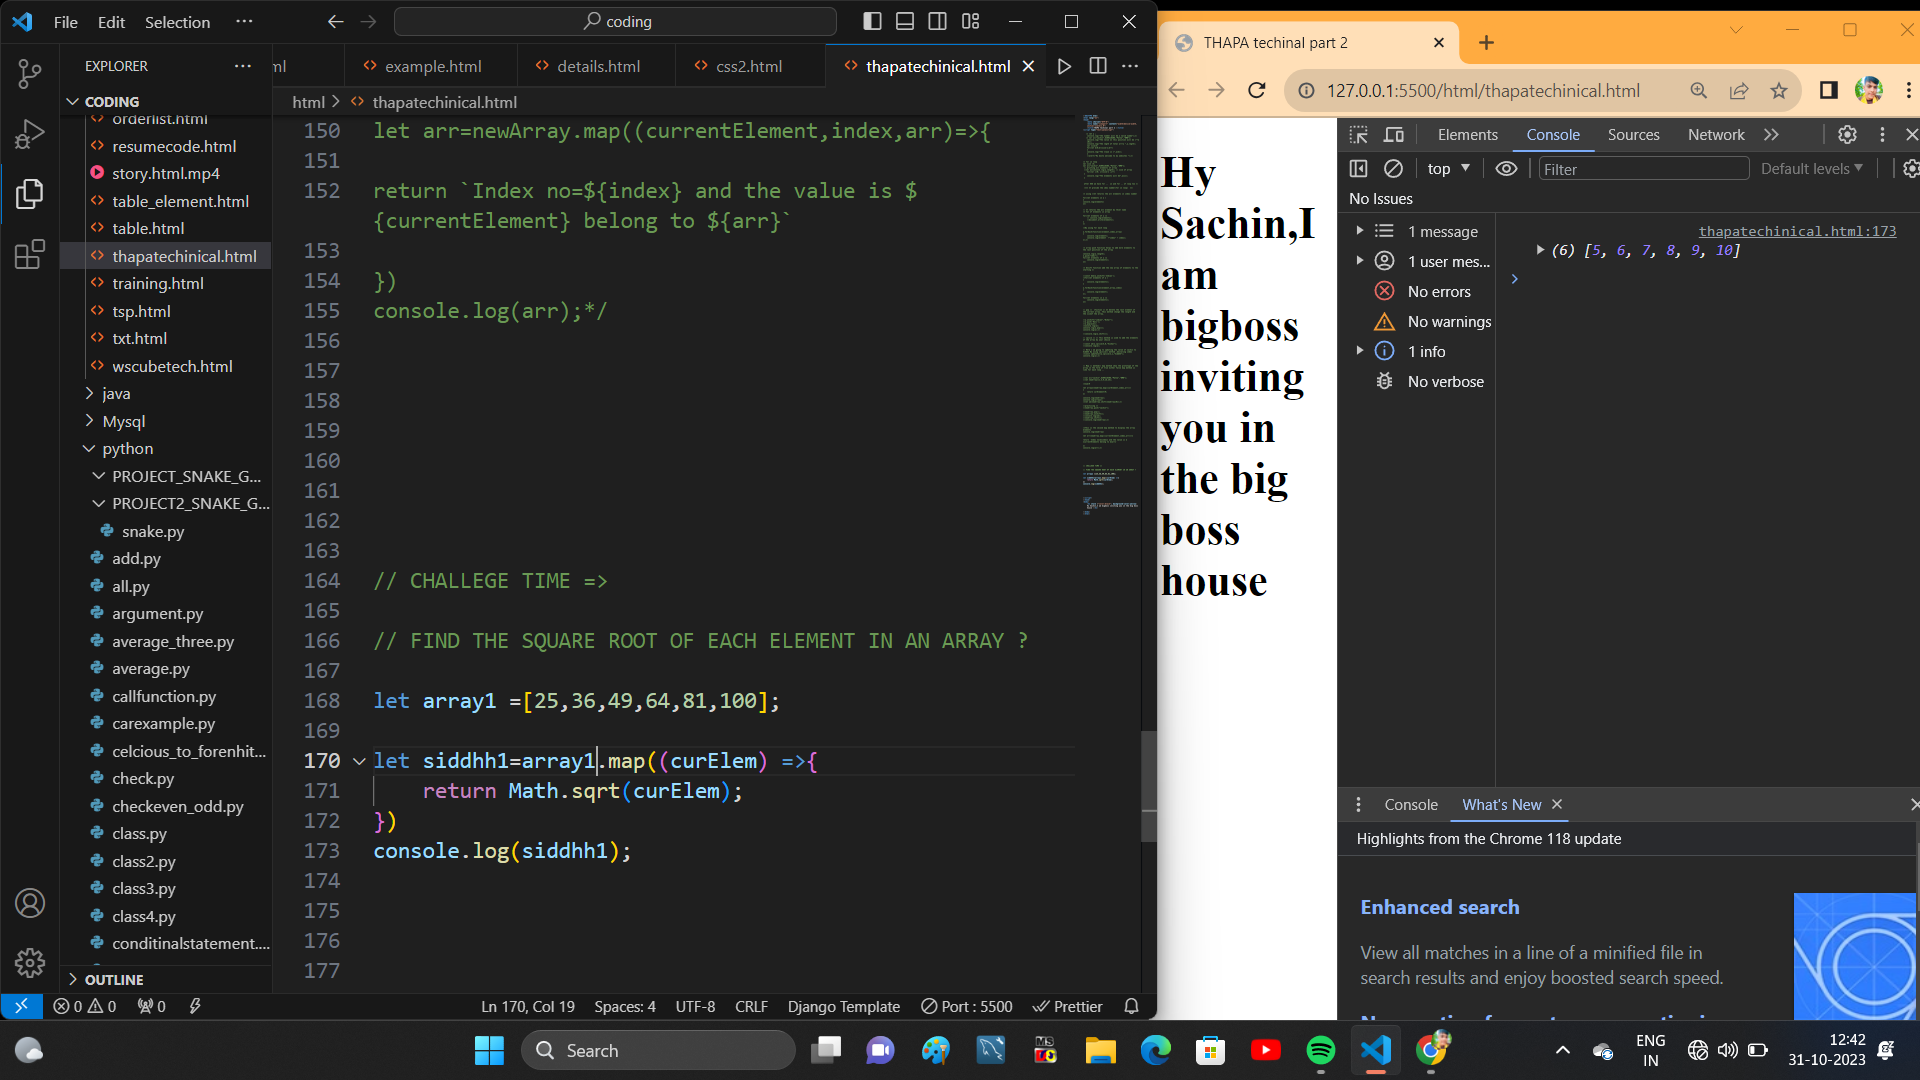 File Edit Selection ···
coding
EXPLORER ···
CODING
orderlist.html
resumecode.html
story.html.mp4
table_element.html
table.html
thapatechinical.html
training.html
tsp.html
txt.html
wscubetech.html
java
Mysql
python
PROJECT_SNAKE_G...
PROJECT2_SNAKE_G...
snake.py
add.py
all.py
argument.py
average_three.py
average.py
callfunction.py
carexample.py
celcious_to_forenhit...
check.py
checkeven_odd.py
class.py
class2.py
class3.py
class4.py
conditinalstatement....
OUTLINE
ml example.html details.html css2.html thapatechinical.html
html > thapatechinical.html
150 let arr=newArray.map((currentElement,index,arr)=>{
151
152 return `Index no=${index} and the value is $
{currentElement} belong to ${arr}`
153
154 })
155 console.log(arr);*/
156
157
158
159
160
161
162
163
164 // CHALLEGE TIME =>
165
166 // FIND THE SQUARE ROOT OF EACH ELEMENT IN AN ARRAY ?
167
168 let array1 =[25,36,49,64,81,100];
169
170 let siddhh1=array1.map((curElem) =>{
171 return Math.sqrt(curElem);
172 })
173 console.log(siddhh1);
174
175
176
177
0 0 0 Ln 170, Col 19 Spaces: 4 UTF-8 CRLF Django Template Port : 5500 Prettier
THAPA techinal part 2
127.0.0.1:5500/html/thapatechinical.html
Hy
Sachin,I
am
bigboss
inviting
you in
the big
boss
house
Elements Console Sources Network
top Filter Default levels
No Issues
1 message
1 user mes...
No errors
No warnings
1 info
No verbose
thapatechinical.html:173
(6) [5, 6, 7, 8, 9, 10]
Console What's New
Highlights from the Chrome 118 update
Enhanced search
View all matches in a line of a minified file in
search results and enjoy boosted search speed.
Search
MS
ENG
IN
12:42
31-10-2023